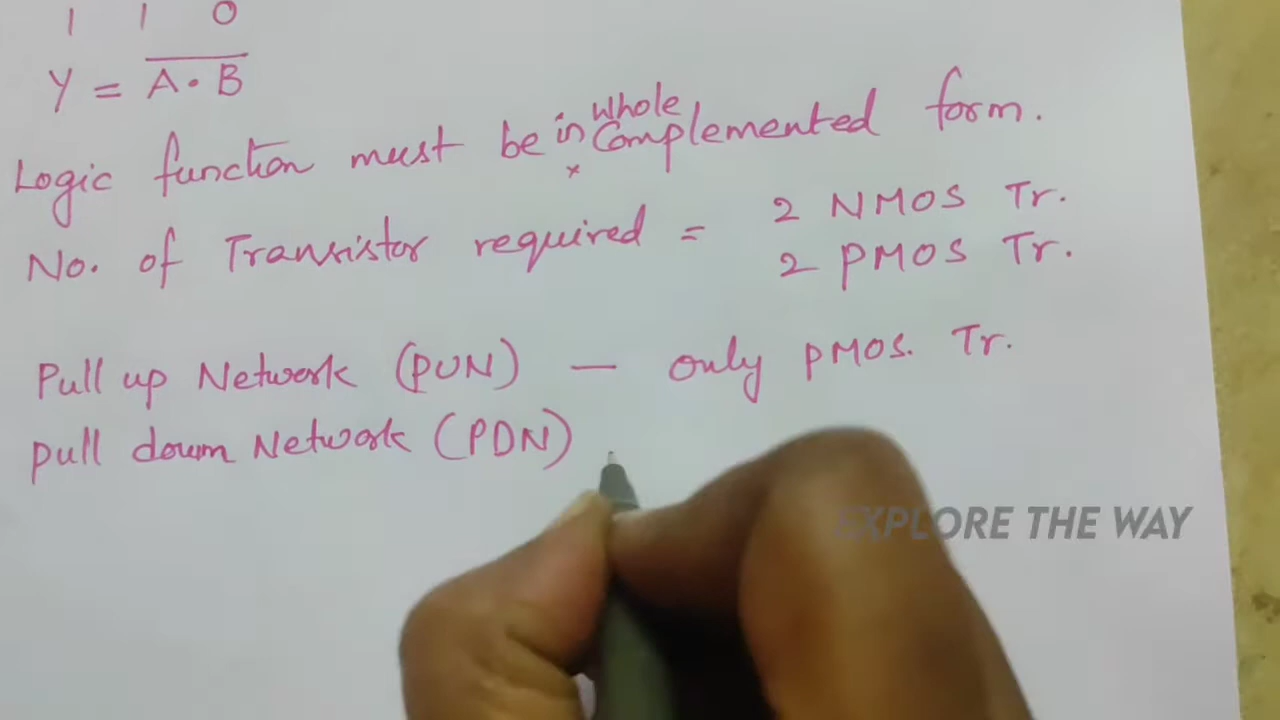 1 1 0
Y = \overline{A·B}
Logic function must be in whole
×
Complemented form.
No. of Transistor required = 2 NMOS Tr.
2 PMOS Tr.
Pull up Network (PUN) — only PMOS. Tr.
Pull down Network (PDN)
EXPLORE THE WAY